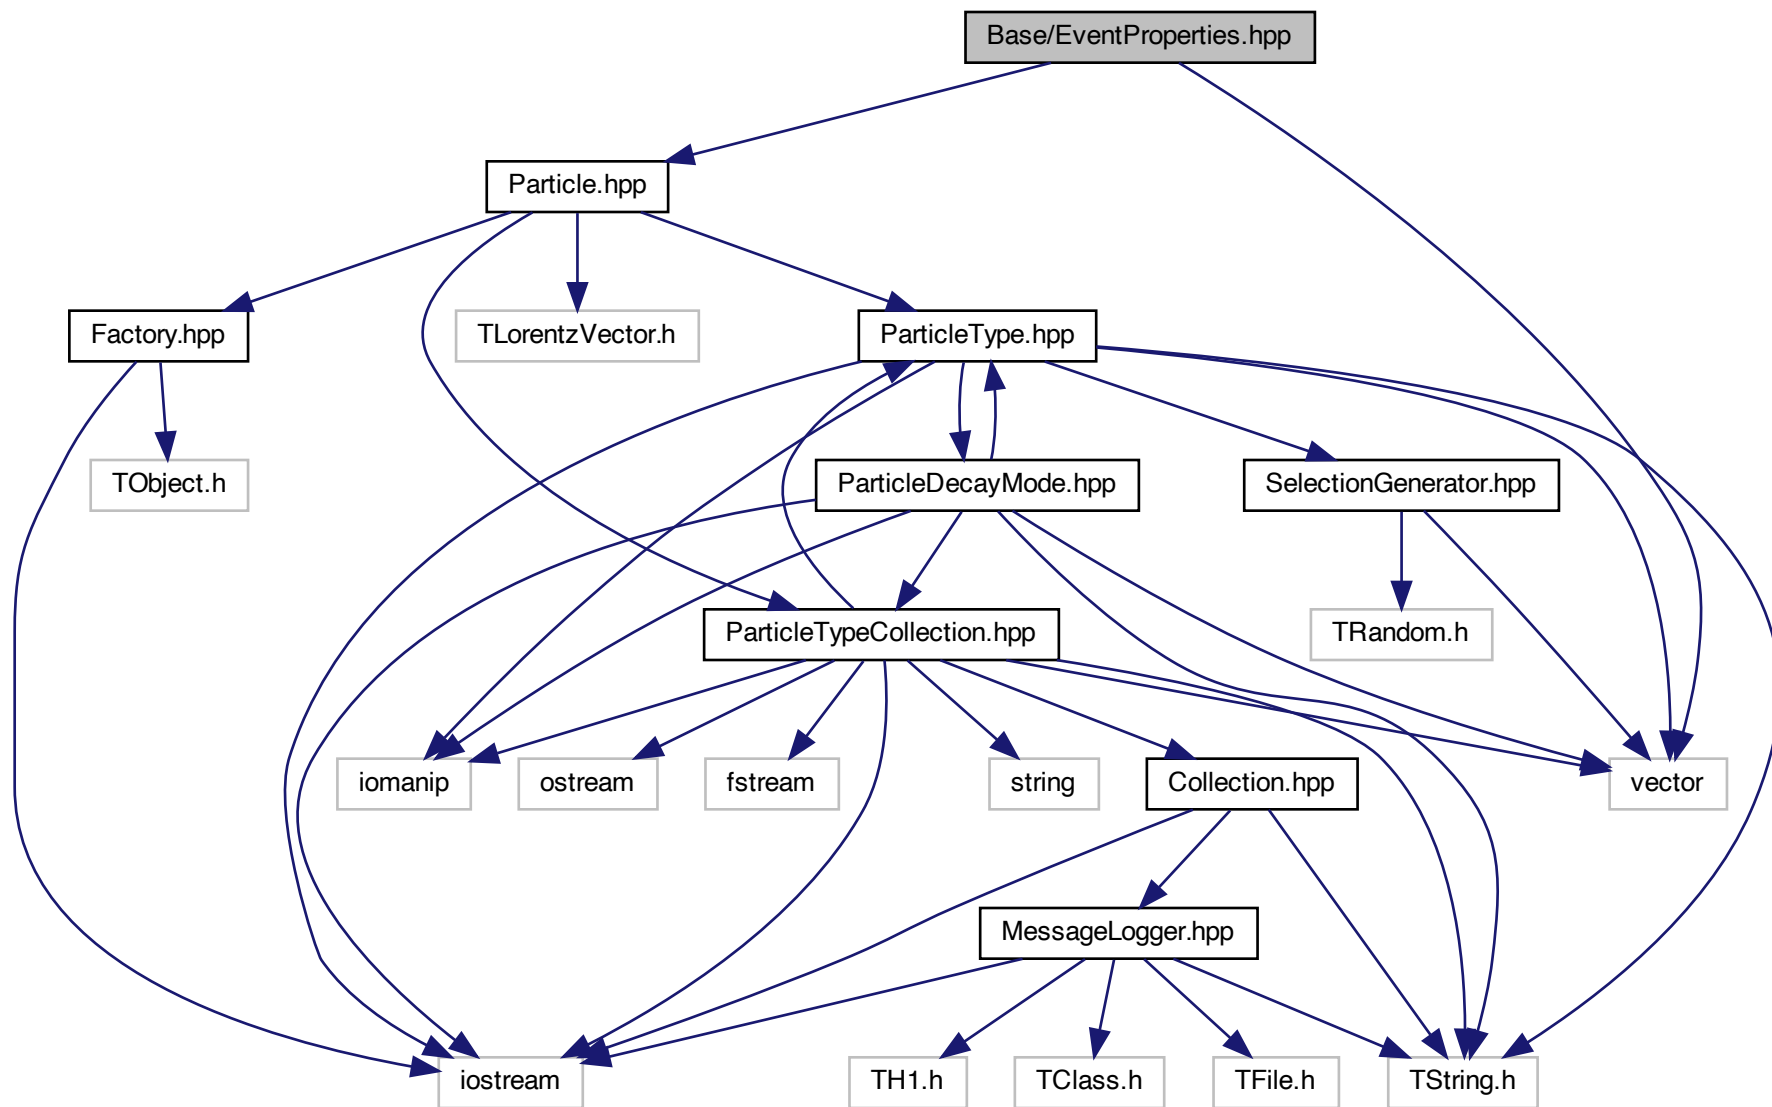 Base/EventProperties.hpp
Particle.hpp
Factory.hpp
TLorentzVector.h
ParticleType.hpp
TObject.h
ParticleDecayMode.hpp
SelectionGenerator.hpp
ParticleTypeCollection.hpp
TRandom.h
iomanip
ostream
fstream
string
Collection.hpp
vector
MessageLogger.hpp
iostream
TH1.h
TClass.h
TFile.h
TString.h